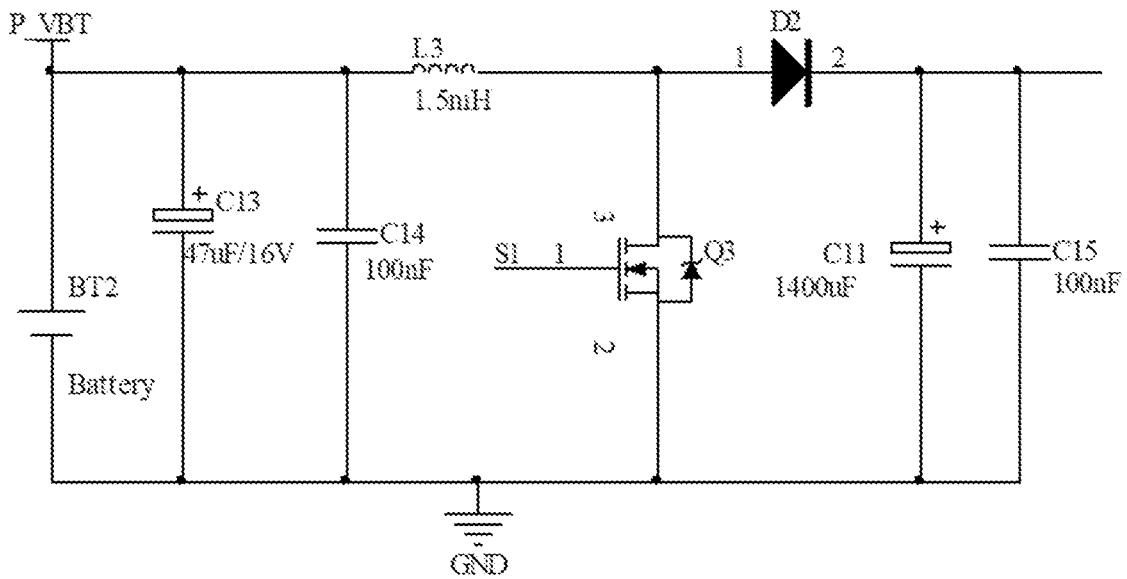 P_VBT
L3
1.5mH
D2
1
2
C13
47uF/16V
C14
100nF
3
S1
1
Q3
2
C11
1400uF
C15
100nF
BT2
Battery
GND